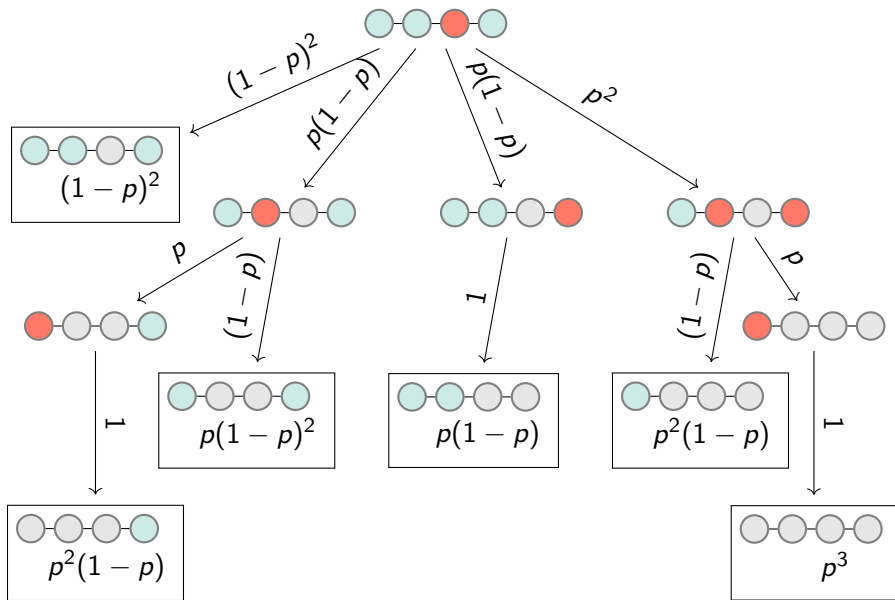 (1 − p)²
p(1 − p)
p(1 − p)
p²
(1 − p)²
p
(1 − p)
1
(1 − p)
p
1
p(1 − p)²
p(1 − p)
p²(1 − p)
1
p²(1 − p)
p³